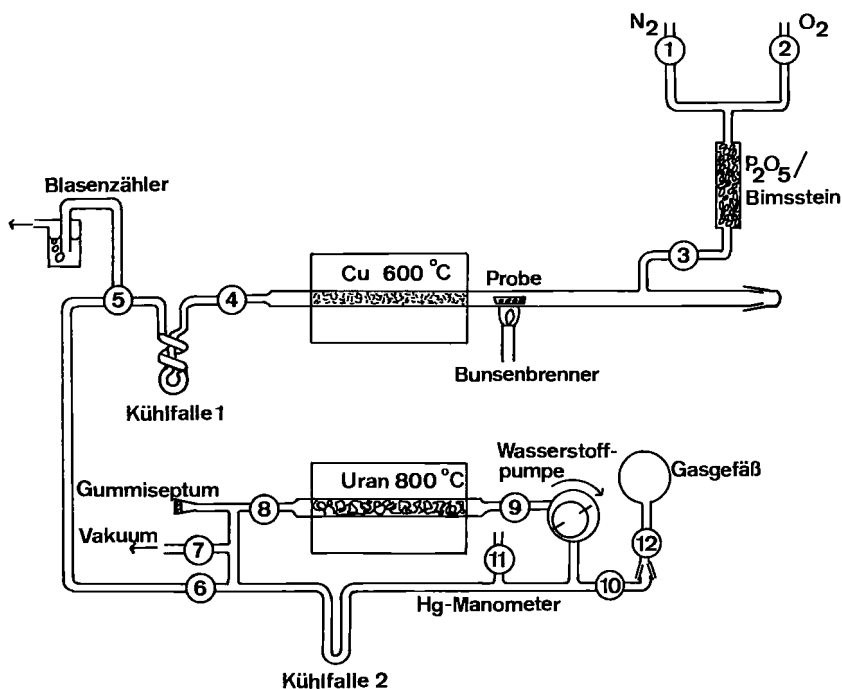 N2 O2
1 2
P2O5/
Bimsstein
Blasenzähler
3
Cu 600 °C
Probe
5 4
Bunsenbrenner
Kühlfalle 1
Wasserstoff-
pumpe
Gasgefäß
Uran 800 °C
Gummiseptum
8 9
Vakuum
7 11 12
6 10
Hg-Manometer
Kühlfalle 2